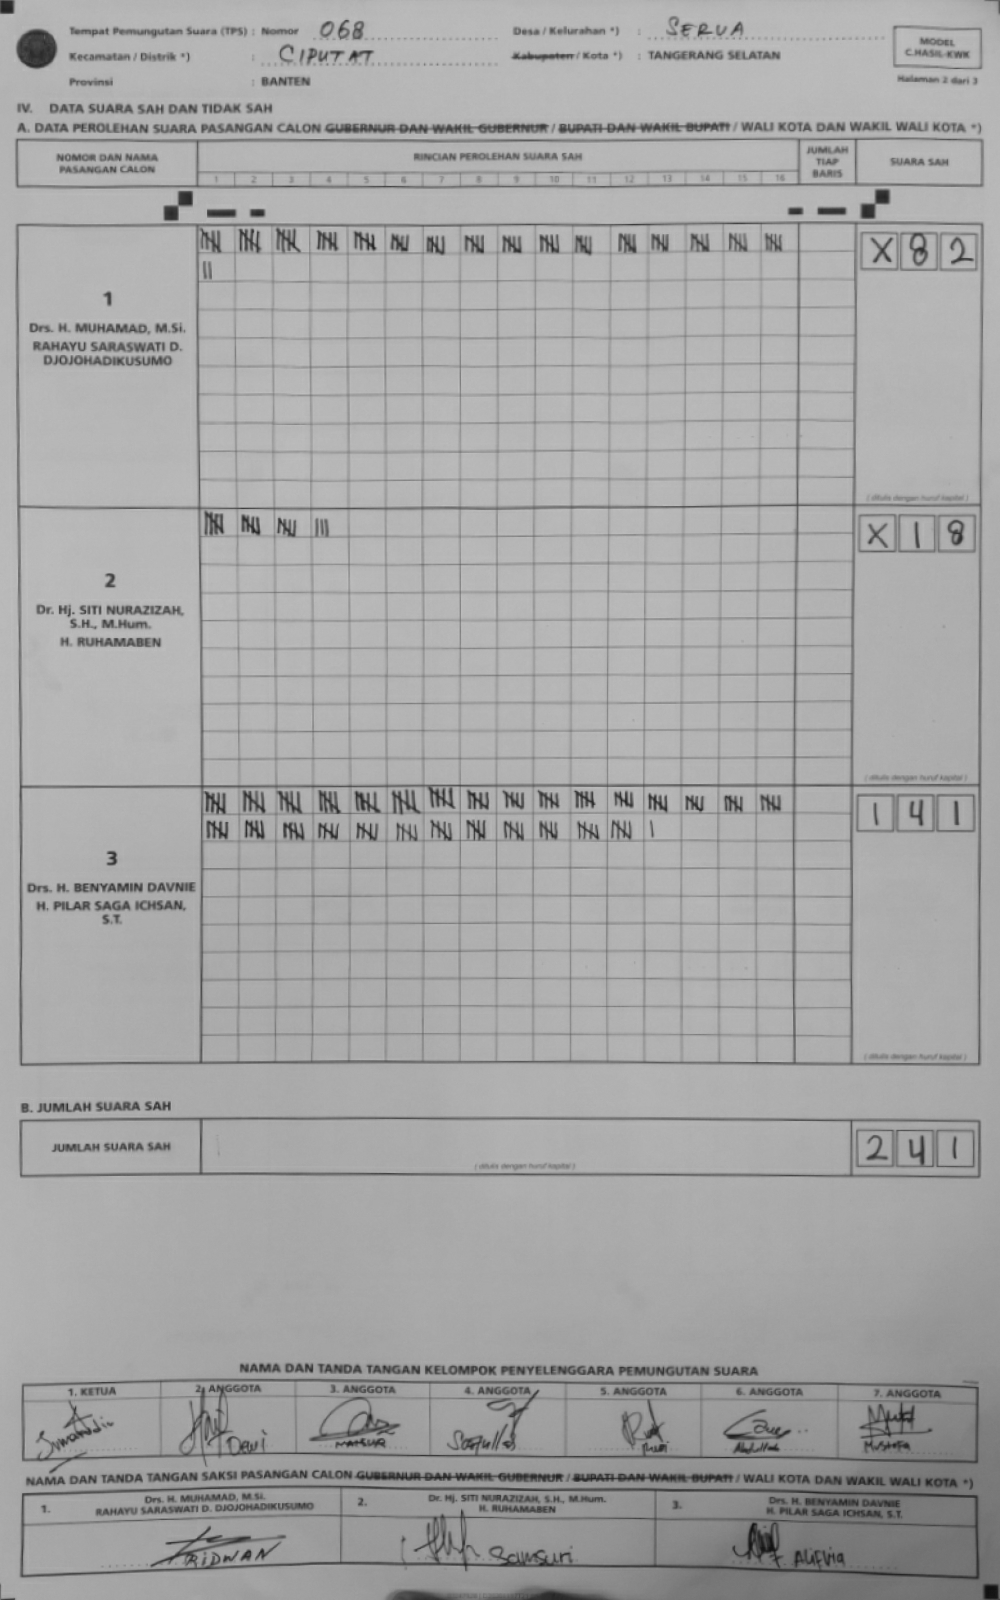 Tempat Pemungutan Suara (TPS) : Nomor 068 Desa / Kelurahan *) : SERUA
Kecamatan / Distrik *) : CIPUTAT Kabupaten / Kota *) : TANGERANG SELATAN
Provinsi : BANTEN
MODEL
C.HASIL-KWK
Halaman 2 dari 3
IV. DATA SUARA SAH DAN TIDAK SAH
A. DATA PEROLEHAN SUARA PASANGAN CALON GUBERNUR DAN WAKIL GUBERNUR / BUPATI DAN WAKIL BUPATI / WALI KOTA DAN WAKIL WALI KOTA *)
NOMOR DAN NAMA
PASANGAN CALON
RINCIAN PEROLEHAN SUARA SAH
1 2 3 4 5 6 7 8 9 10 11 12 13 14 15 16
JUMLAH
TIAP
BARIS
SUARA SAH
1
Drs. H. MUHAMAD, M.Si.
RAHAYU SARASWATI D.
DJOJOHADIKUSUMO
X 8 2
( ditulis dengan huruf kapital )
2
Dr. Hj. SITI NURAZIZAH,
S.H., M.Hum.
H. RUHAMABEN
X 1 8
( ditulis dengan huruf kapital )
3
Drs. H. BENYAMIN DAVNIE
H. PILAR SAGA ICHSAN,
S.T.
1 4 1
( ditulis dengan huruf kapital )
B. JUMLAH SUARA SAH
JUMLAH SUARA SAH
( ditulis dengan huruf kapital )
2 4 1
NAMA DAN TANDA TANGAN KELOMPOK PENYELENGGARA PEMUNGUTAN SUARA
1. KETUA 2. ANGGOTA 3. ANGGOTA 4. ANGGOTA 5. ANGGOTA 6. ANGGOTA 7. ANGGOTA
Dewi MANSUR Abdullah Mustofa
NAMA DAN TANDA TANGAN SAKSI PASANGAN CALON GUBERNUR DAN WAKIL GUBERNUR / BUPATI DAN WAKIL BUPATI / WALI KOTA DAN WAKIL WALI KOTA *)
1. Drs. H. MUHAMAD, M.Si.
RAHAYU SARASWATI D. DJOJOHADIKUSUMO
2. Dr. Hj. SITI NURAZIZAH, S.H., M.Hum.
H. RUHAMABEN
3. Drs. H. BENYAMIN DAVNIE
H. PILAR SAGA ICHSAN, S.T.
RIDWAN Samsuri Alifvia